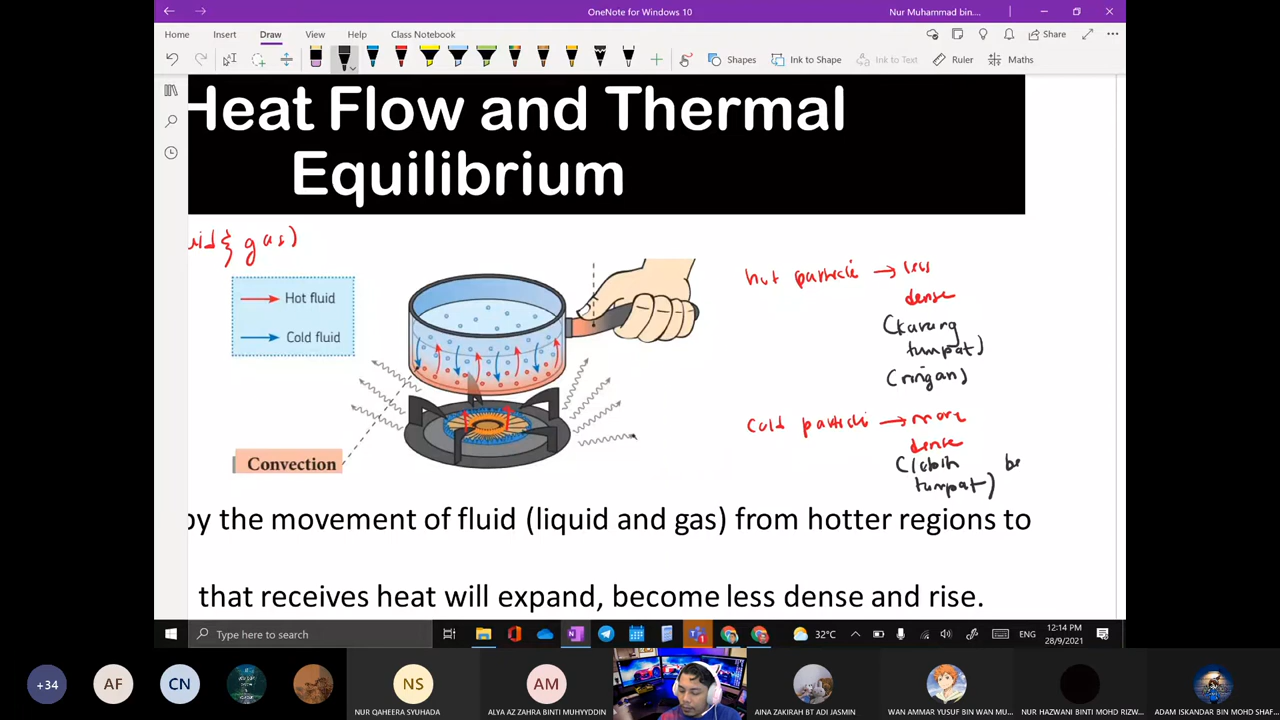 OneNote for Windows 10
Nur Muhammad bin....
Home
Insert
Draw
View
Help
Class Notebook
Share
Shapes
Ink to Shape
Ink to Text
Ruler
Maths
Heat Flow and Thermal
Equilibrium
uid & gas)
Hot fluid
Cold fluid
Convection
hot particle → less
dense
(kurang
tumpat)
(ringan)
cold particle → more
dense
(lebih
tumpat)
be
by the movement of fluid (liquid and gas) from hotter regions to
that receives heat will expand, become less dense and rise.
Type here to search
32°C
ENG
12:14 PM
28/9/2021
+34
AF
CN
NS
NUR QAHEERA SYUHADA
AM
ALYA AZ ZAHRA BINTI MUHYYDDIN
AINA ZAKIRAH BT ADI JASMIN
WAN AMMAR YUSUF BIN WAN MU...
NUR HAZWANI BINTI MOHD RIZW...
ADAM ISKANDAR BIN MOHD SHAF...